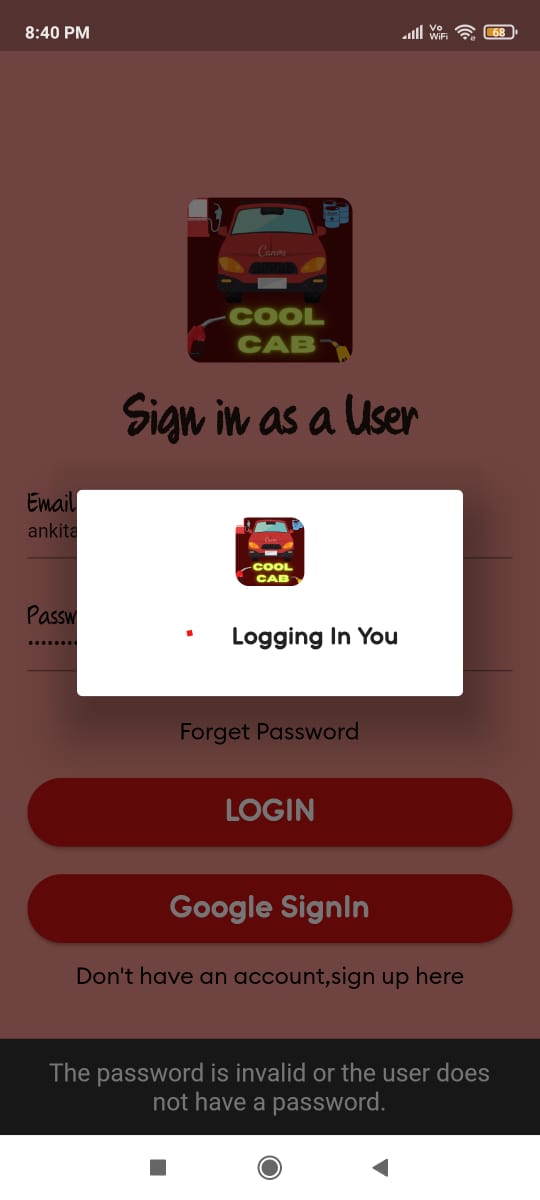 8:40 PM
Vo
WiFi
68
Canva
COOL
CAB
Sign in as a User
Email
ankita
COOL
CAB
Passw
Logging In You
Forget Password
LOGIN
Google SignIn
Don't have an account,sign up here
The password is invalid or the user does
not have a password.